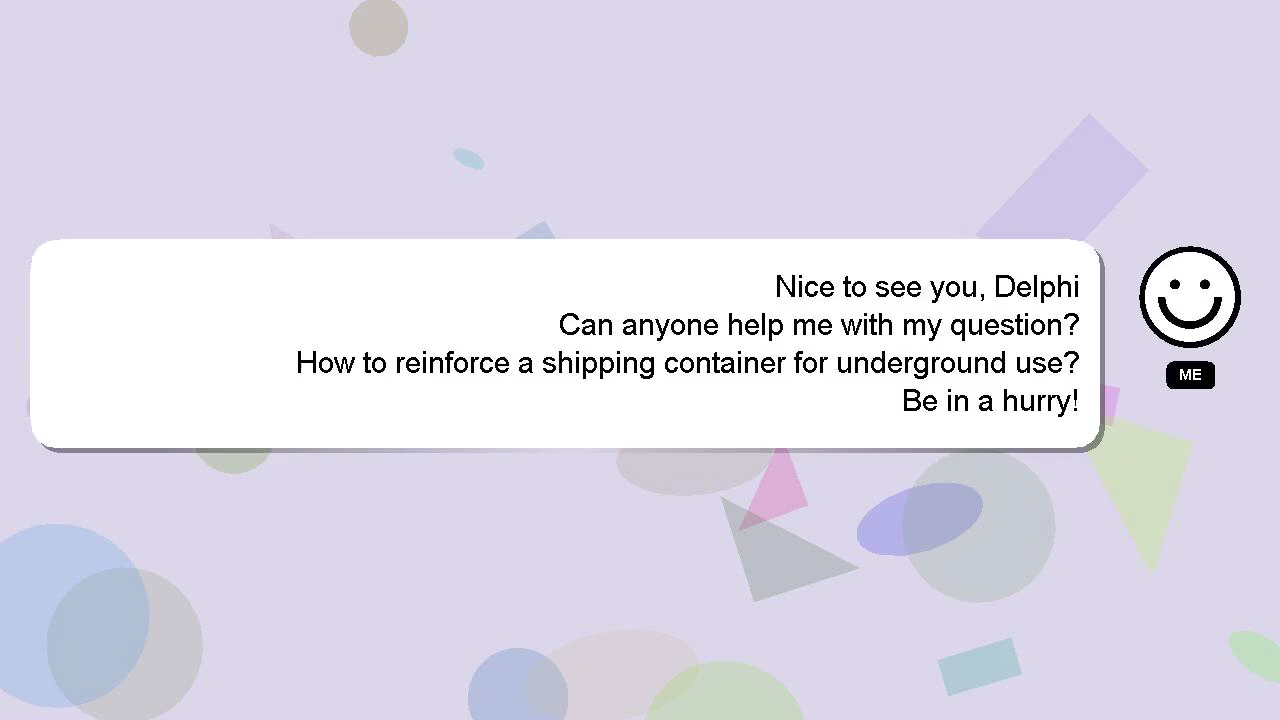 Nice to see you, Delphi
Can anyone help me with my question?
How to reinforce a shipping container for underground use?
Be in a hurry!
ME